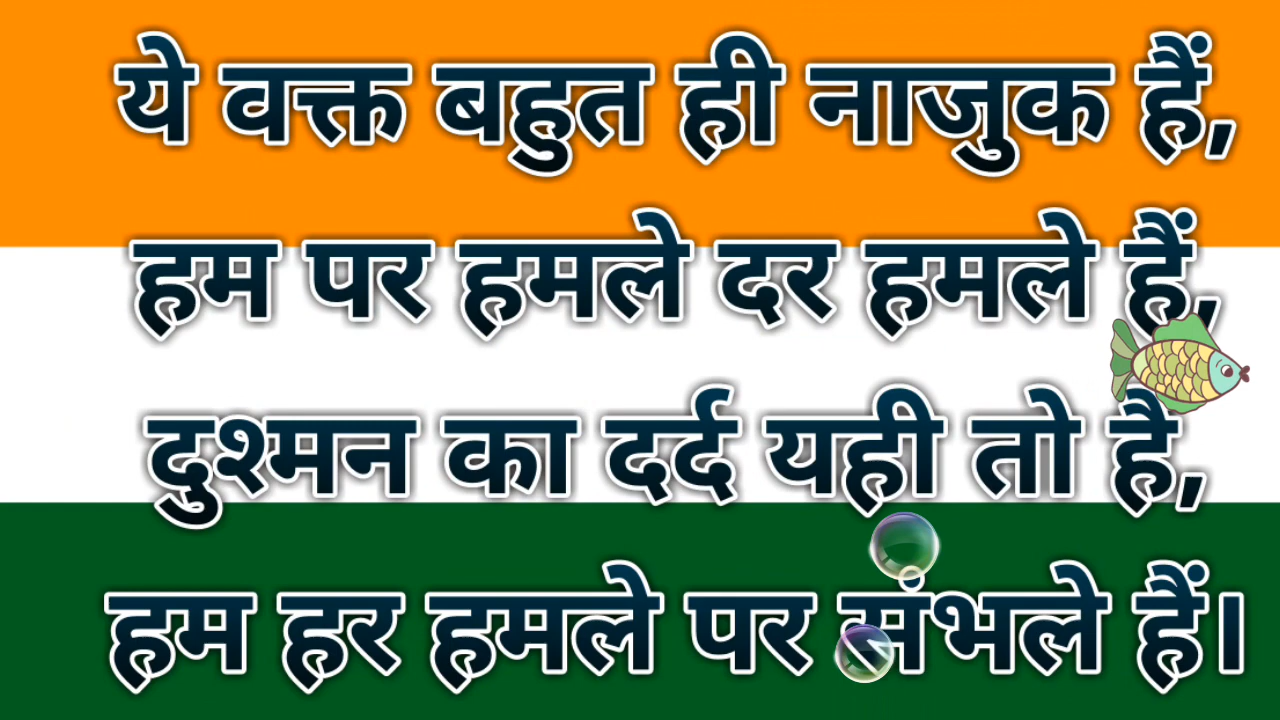 ये वक्त बहुत ही नाजुक हैं,
हम पर हमले दर हमले हैं,
दुश्मन का दर्द यही तो है,
हम हर हमले पर संभले हैं।